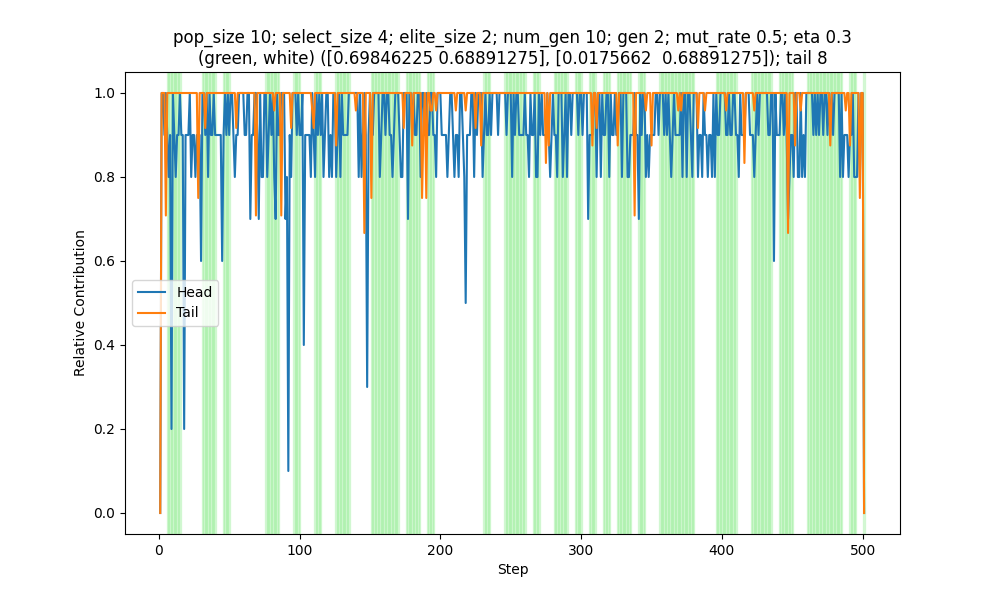 pop_size 10; select_size 4; elite_size 2; num_gen 10; gen 2; mut_rate 0.5; eta 0.3
(green, white) ([0.69846225 0.68891275], [0.0175662  0.68891275]); tail 8
1.0
0.8
0.6
0.4
0.2
0.0
Relative Contribution
Head
Tail
0
100
200
300
400
500
Step